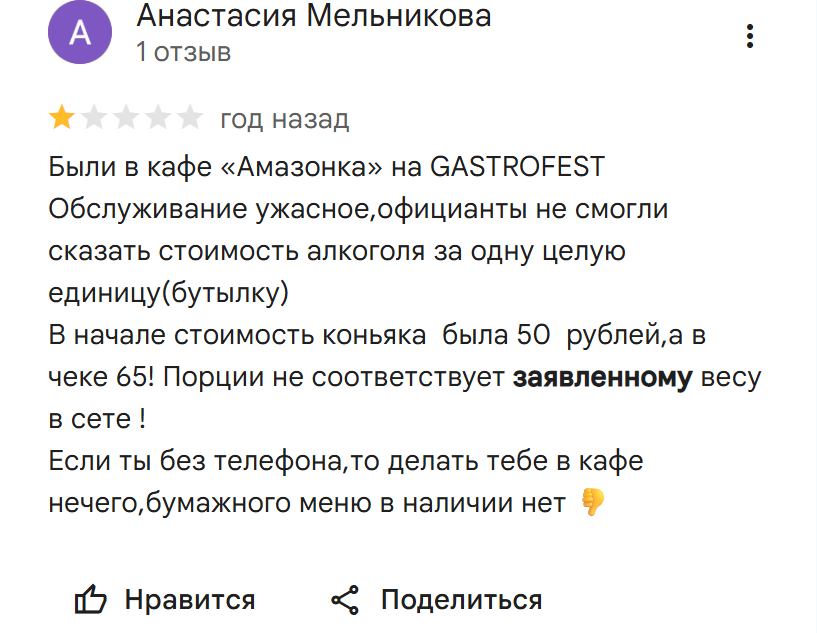 А
Анастасия Мельникова
1 отзыв
год назад
Были в кафе «Амазонка» на GASTROFEST
Обслуживание ужасное,официанты не смогли
сказать стоимость алкоголя за одну целую
единицу(бутылку)
В начале стоимость коньяка  была 50  рублей,а в
чеке 65! Порции не соответствует заявленному весу
в сете !
Если ты без телефона,то делать тебе в кафе
нечего,бумажного меню в наличии нет 👎
Нравится
Поделиться